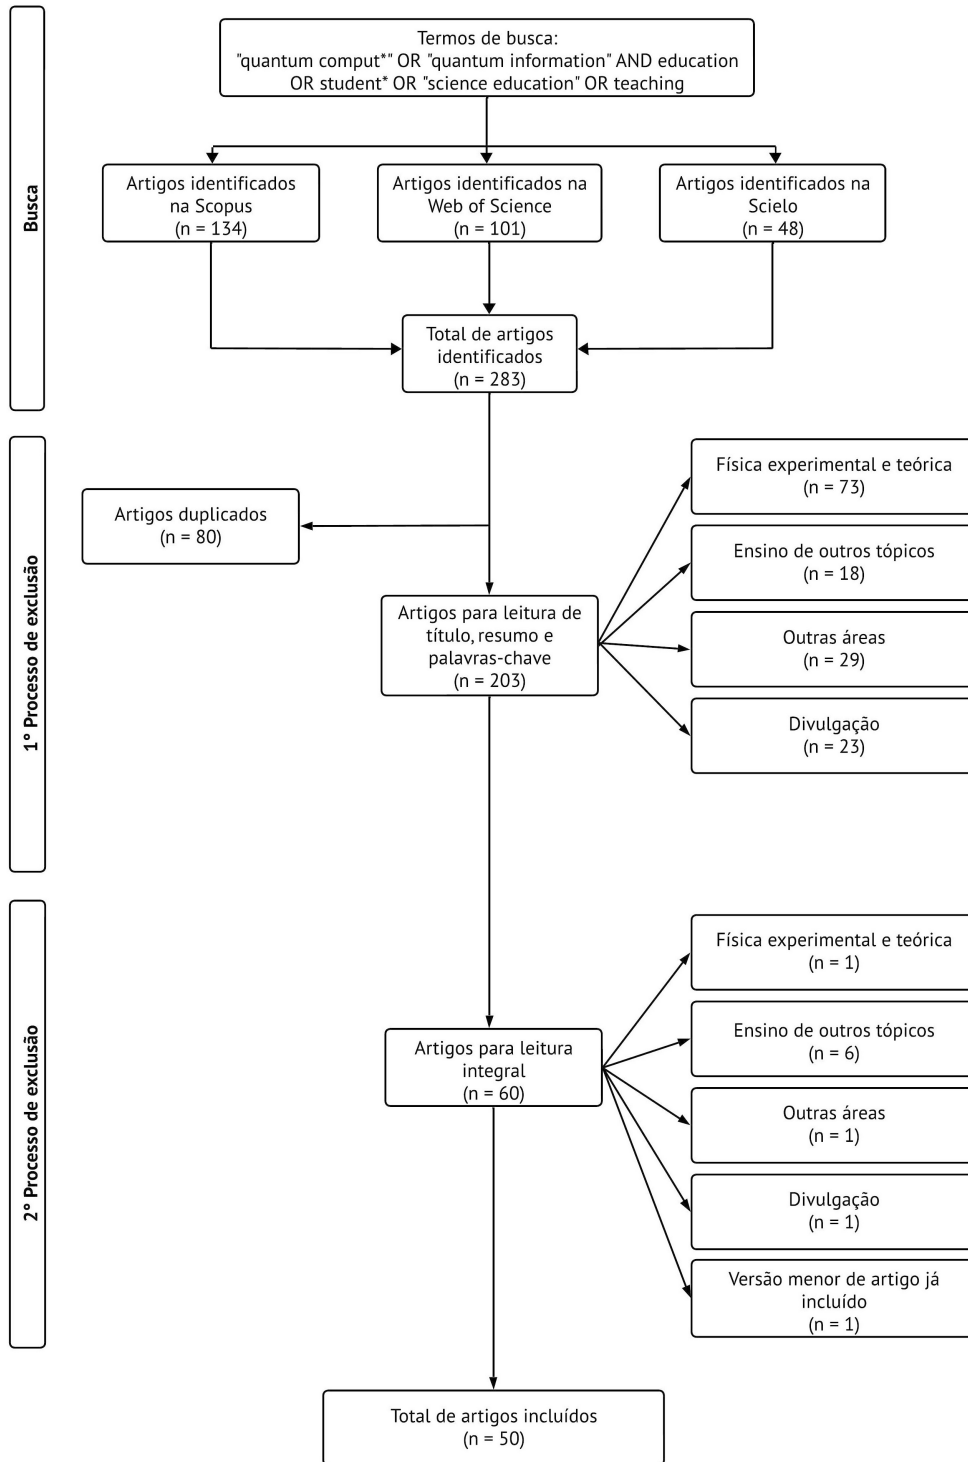 Termos de busca:
"quantum comput*" OR "quantum information" AND education
OR student* OR "science education" OR teaching
Busca
Artigos identificados
na Scopus
(n = 134)
Artigos identificados na
Web of Science
(n = 101)
Artigos identificados na
Scielo
(n = 48)
Total de artigos
identificados
(n = 283)
1° Processo de exclusão
Artigos duplicados
(n = 80)
Artigos para leitura de
título, resumo e
palavras-chave
(n = 203)
Física experimental e teórica
(n = 73)
Ensino de outros tópicos
(n = 18)
Outras áreas
(n = 29)
Divulgação
(n = 23)
2° Processo de exclusão
Artigos para leitura
integral
(n = 60)
Física experimental e teórica
(n = 1)
Ensino de outros tópicos
(n = 6)
Outras áreas
(n = 1)
Divulgação
(n = 1)
Versão menor de artigo já
incluído
(n = 1)
Total de artigos incluídos
(n = 50)